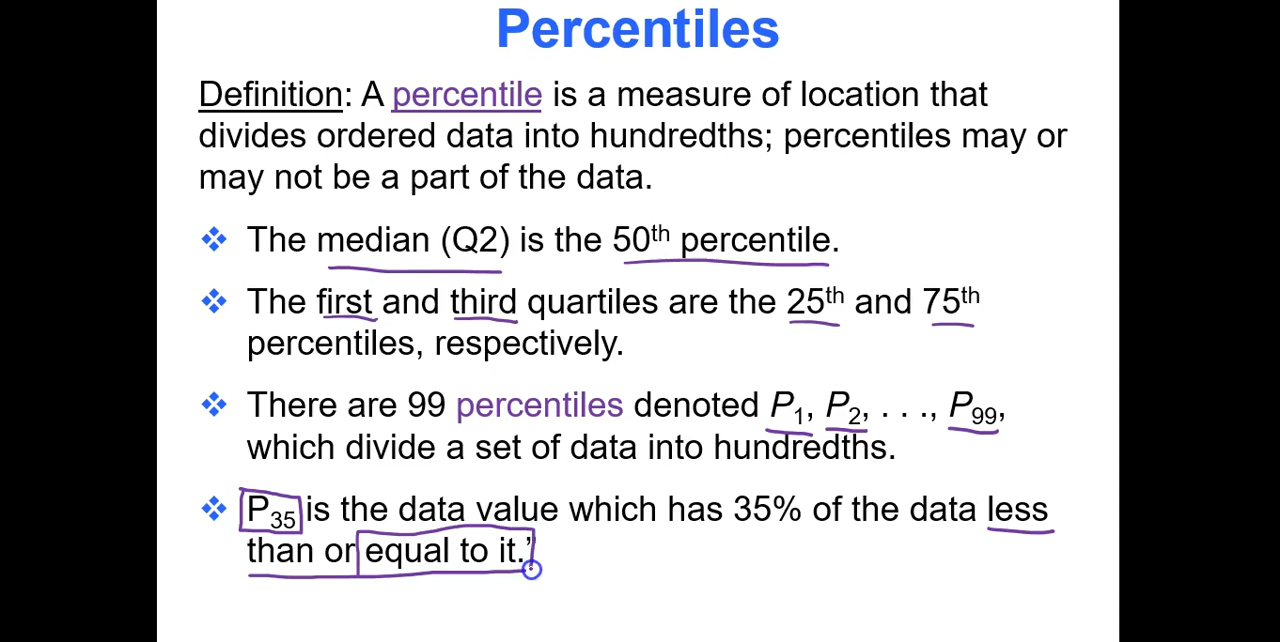 Percentiles
Definition: A percentile is a measure of location that
divides ordered data into hundredths; percentiles may or
may not be a part of the data.
❖ The median (Q2) is the 50th percentile.
❖ The first and third quartiles are the 25th and 75th
percentiles, respectively.
❖ There are 99 percentiles denoted P1, P2, . . ., P99,
which divide a set of data into hundredths.
❖ P35 is the data value which has 35% of the data less
than or equal to it.”